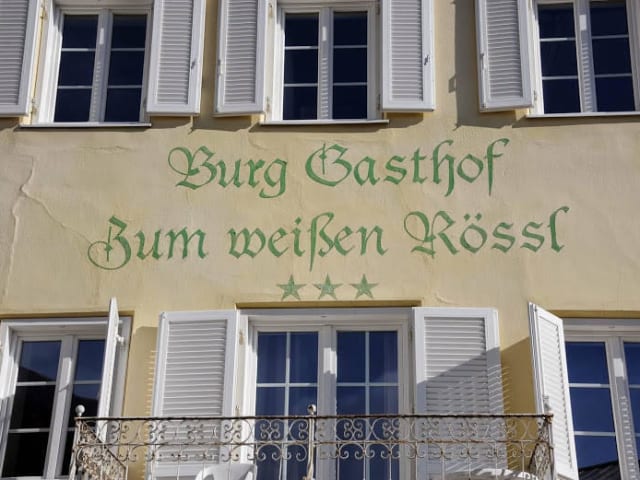 Burg Gasthof
Zum weißen Rössl
★★★